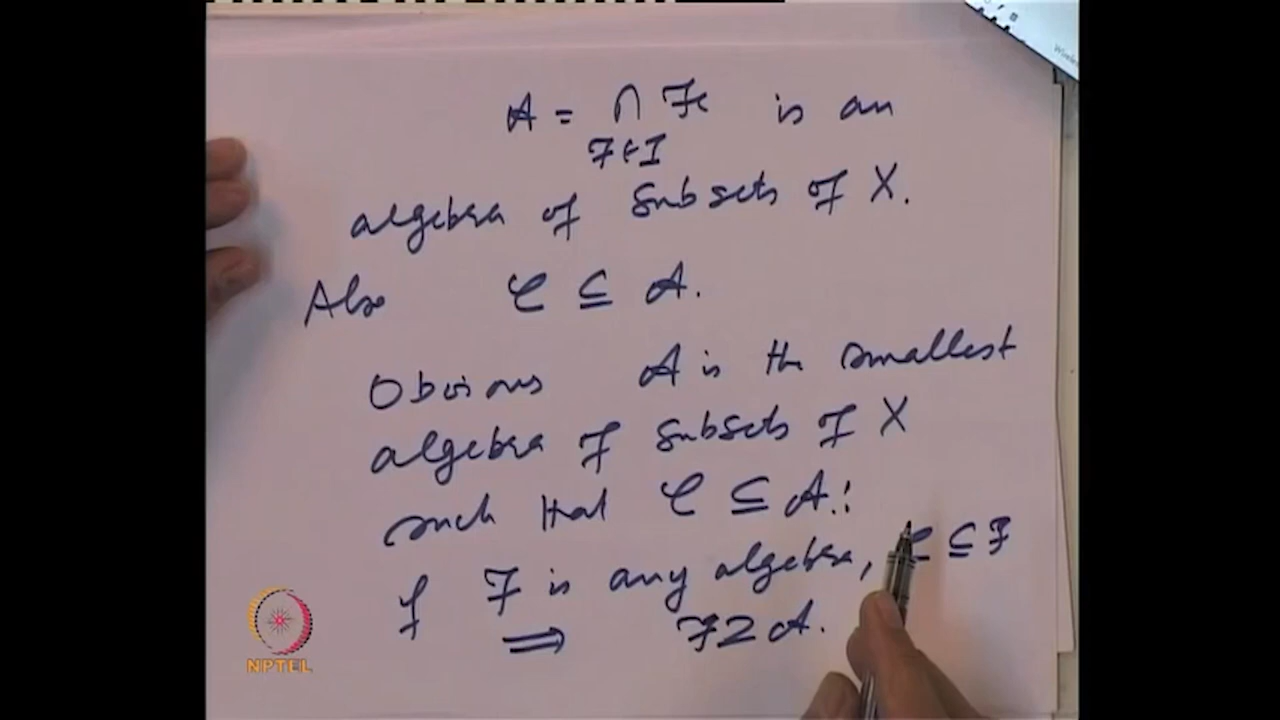 A = ∩ F is an
F∈I
algebra of subsets of X.
Also C ⊆ A.
Obvious A is the smallest
algebra of subsets of X
such that C ⊆ A.:
If F is any algebra, C ⊆ F
⟹ F ⊇ A.
NPTEL